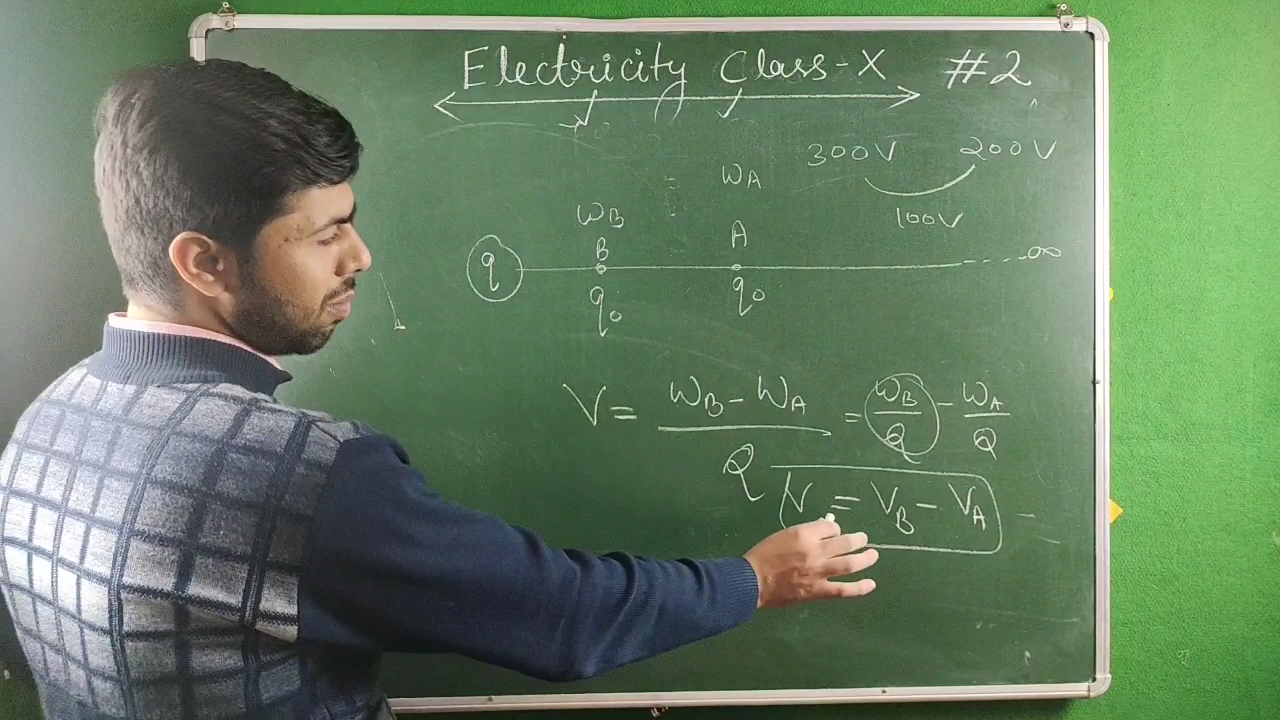 Electricity Class-X #2
300V 200V
100V
= WA
WB
B A
q ∞
q₀ q₀
V = WB - WA / Q = WB / Q - WA / Q
V = VB - VA